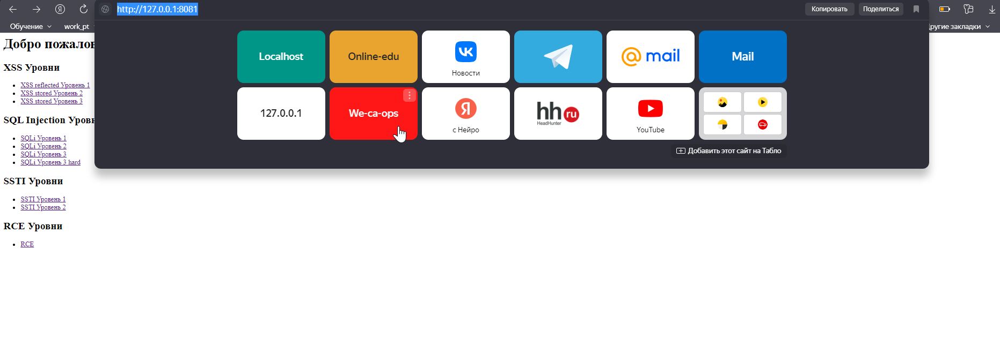 http://127.0.0.1:8081
Копировать
Поделиться
Обучение
work_pt
другие закладки
Добро пожалов
Localhost
Online-edu
Новости
mail
Mail
127.0.0.1
We-ca-ops
Я
с Нейро
hh ru
HeadHunter
YouTube
Добавить этот сайт на Табло
XSS Уровни
XSS reflected Уровень 1
XSS stored Уровень 2
XSS stored Уровень 3
SQL Injection Уровн
SQLi Уровень 1
SQLi Уровень 2
SQLi Уровень 3
SQLi Уровень 3 hard
SSTI Уровни
SSTI Уровень 1
SSTI Уровень 2
RCE Уровни
RCE